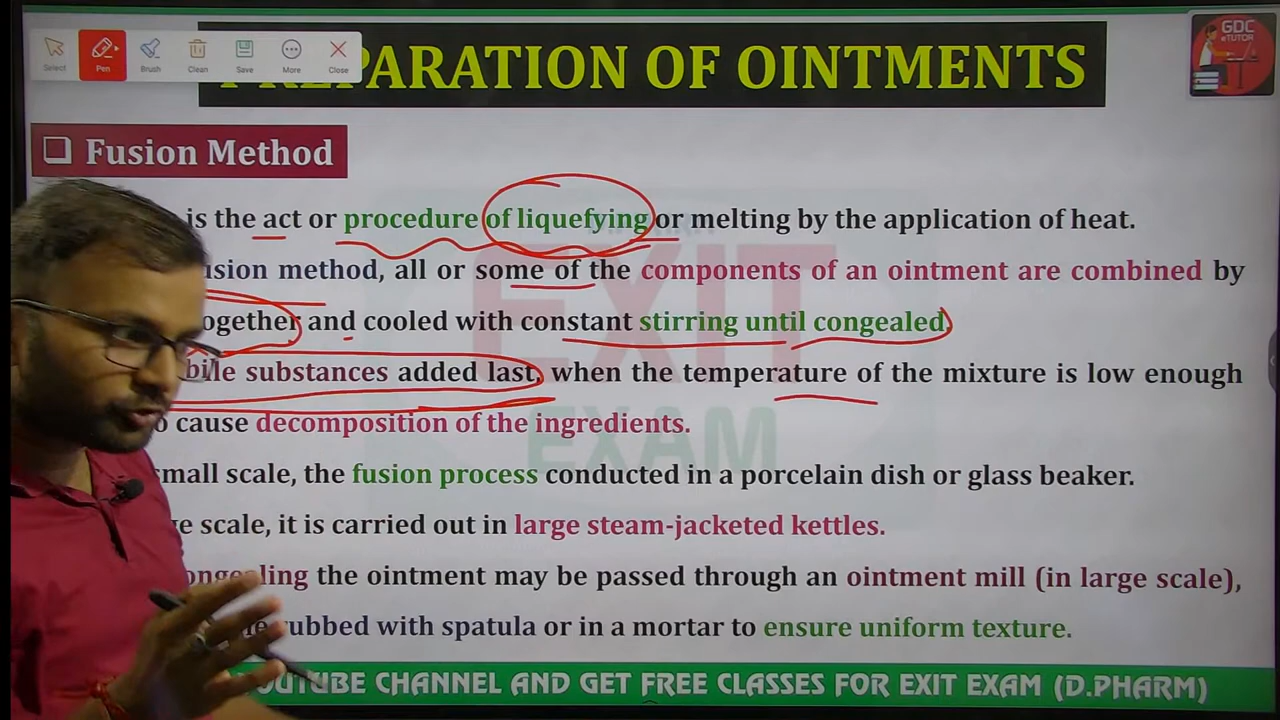 Select Pen Brush Clean Save More Close
PARATION OF OINTMENTS
GDC
eTUTOR
Fusion Method
is the act or procedure of liquefying or melting by the application of heat.
usion method, all or some of the components of an ointment are combined by
ogether and cooled with constant stirring until congealed.
bile substances added last, when the temperature of the mixture is low enough
o cause decomposition of the ingredients.
small scale, the fusion process conducted in a porcelain dish or glass beaker.
ge scale, it is carried out in large steam-jacketed kettles.
ongealing the ointment may be passed through an ointment mill (in large scale),
rubbed with spatula or in a mortar to ensure uniform texture.
EXIT
EXAM
YOUTUBE CHANNEL AND GET FREE CLASSES FOR EXIT EXAM (D.PHARM)